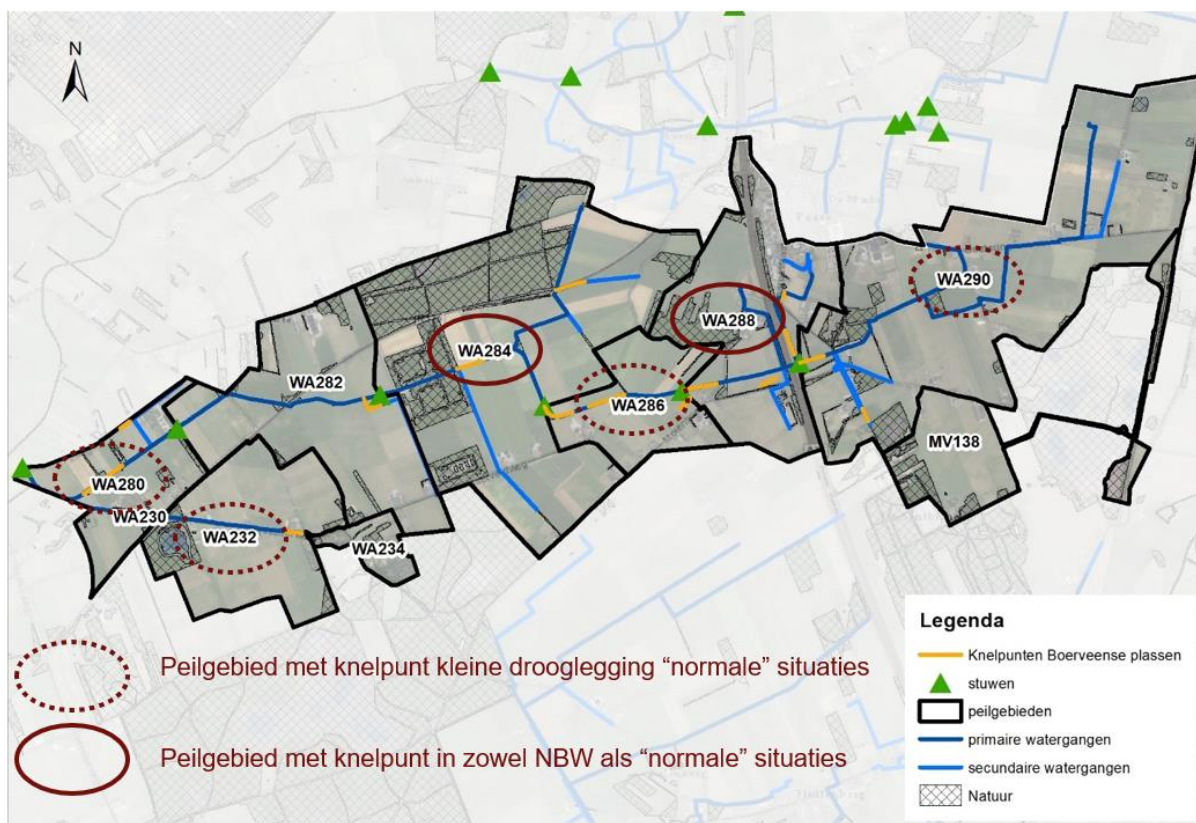 N
WA290
WA288
WA284
WA282
WA286
MV138
WA280
WA230
WA232
WA234
Peilgebied met knelpunt kleine drooglegging “normale” situaties
Peilgebied met knelpunt in zowel NBW als “normale” situaties
Legenda
Knelpunten Boerveense plassen
stuwen
peilgebieden
primaire watergangen
secundaire watergangen
Natuur